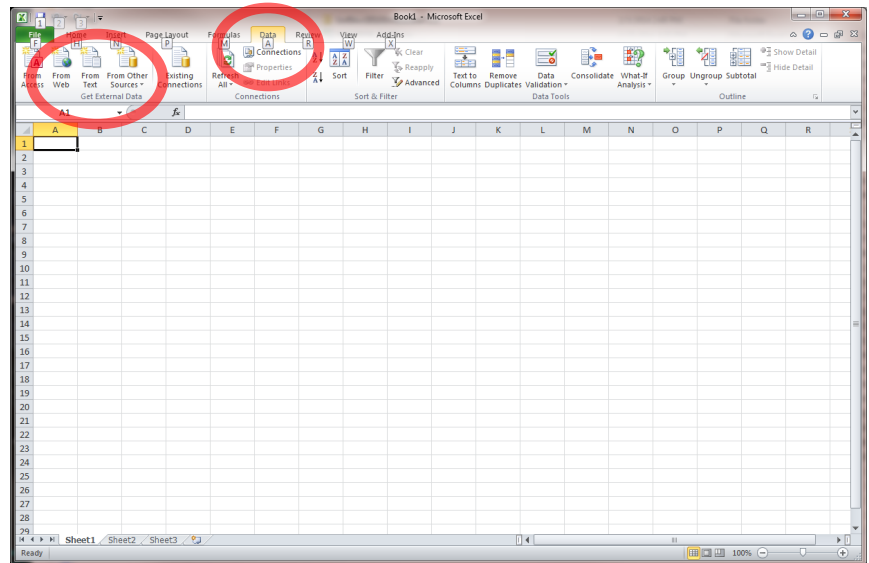 Book1 - Microsoft Excel
1 2 3
File Home Insert Page Layout Formulas Data Review View Add-Ins
F H N P M A R W X
From Access
From Web
From Text
From Other Sources
Existing Connections
Get External Data
Refresh All
Connections
Properties
Edit Links
Connections
A Z
Z A
Sort
Filter
Clear
Reapply
Advanced
Sort & Filter
Text to Columns
Remove Duplicates
Data Validation
Consolidate
What-If Analysis
Data Tools
Group
Ungroup
Subtotal
Show Detail
Hide Detail
Outline
A1 fx
A B C D E F G H I J K L M N O P Q R
1
2
3
4
5
6
7
8
9
10
11
12
13
14
15
16
17
18
19
20
21
22
23
24
25
26
27
28
29
Sheet1 Sheet2 Sheet3
Ready 100%